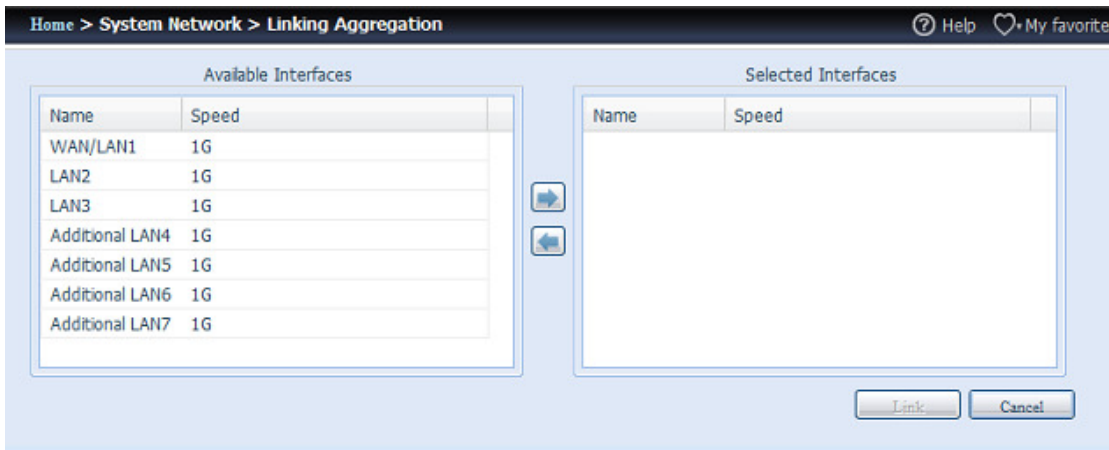 Home > System Network > Linking Aggregation
Help My favorite
Available Interfaces
Name Speed
WAN/LAN1 1G
LAN2 1G
LAN3 1G
Additional LAN4 1G
Additional LAN5 1G
Additional LAN6 1G
Additional LAN7 1G
Selected Interfaces
Name Speed
Link Cancel